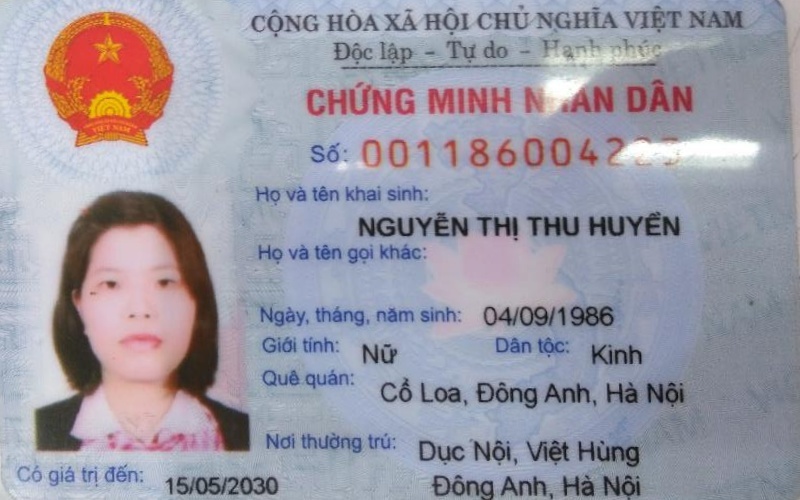 CỘNG HÒA XÃ HỘI CHỦ NGHĨA VIỆT NAM
Độc lập - Tự do - Hạnh phúc
CHỨNG MINH NHÂN DÂN
Số:
Họ và tên khai sinh:
NGUYỄN THỊ THU HUYỀN
Họ và tên gọi khác:
Ngày, tháng, năm sinh: 04/09/1986
Giới tính: Nữ Dân tộc: Kinh
Quê quán: Cổ Loa, Đông Anh, Hà Nội
Nơi thường trú: Dục Nội, Việt Hùng
Đông Anh, Hà Nội
Có giá trị đến: 15/05/2030
VIỆT NAM